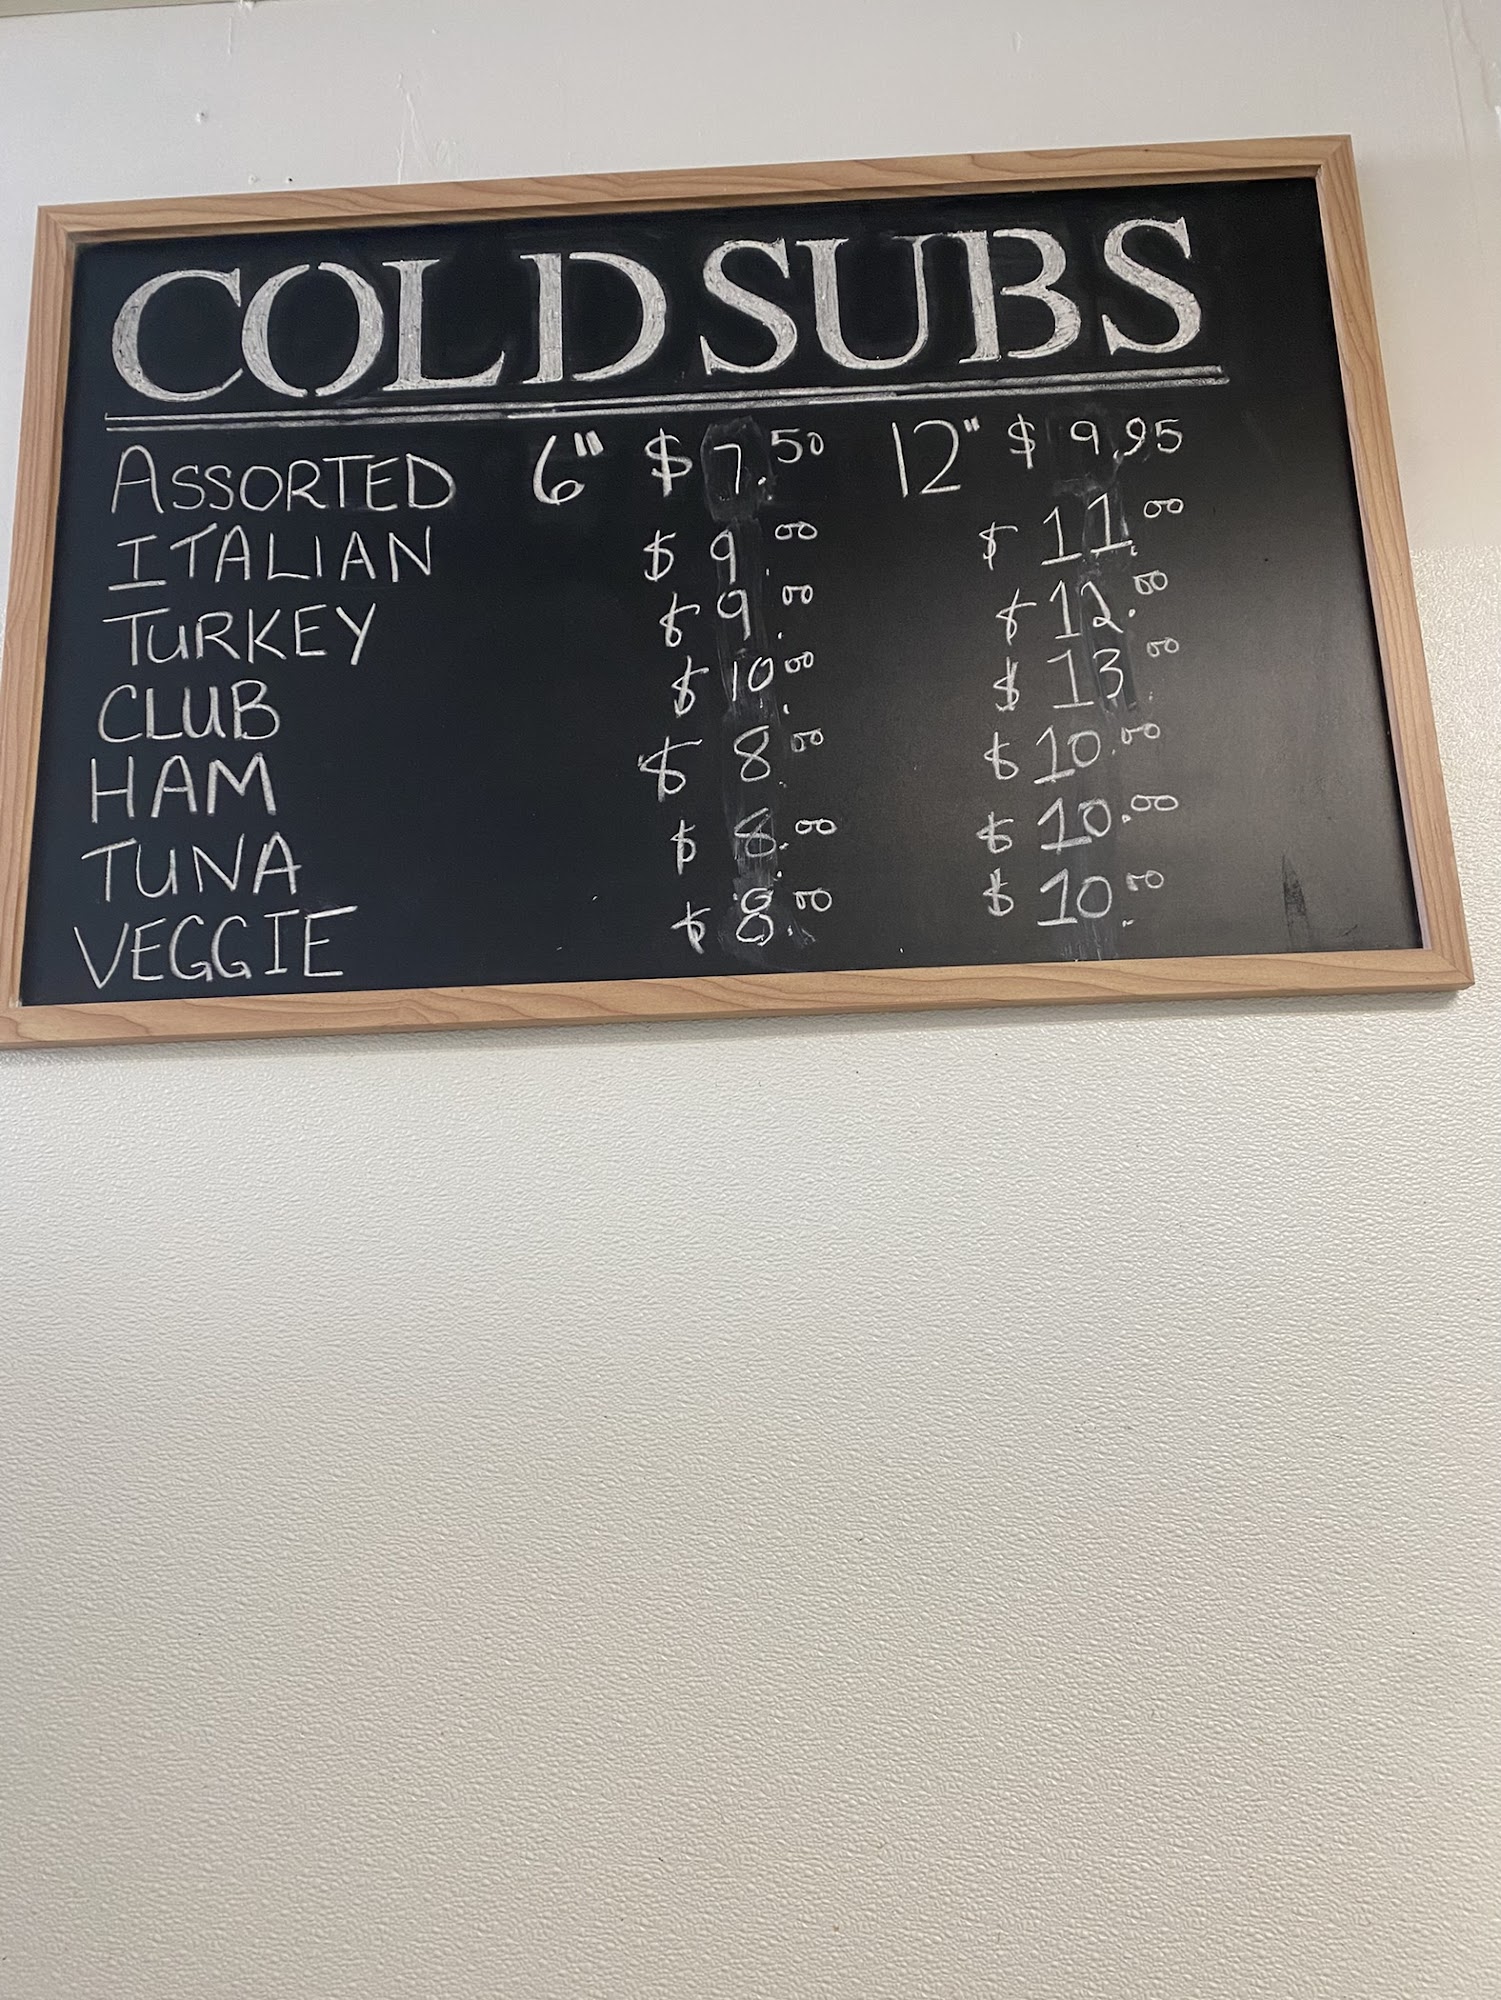 COLD SUBS
ASSORTED 6" $7.50 12" $9.95
ITALIAN $9.00 $11.00
TURKEY $9.00 $12.00
CLUB $10.00 $13.00
HAM $8.00 $10.00
TUNA $8.00 $10.00
VEGGIE $8.00 $10.00